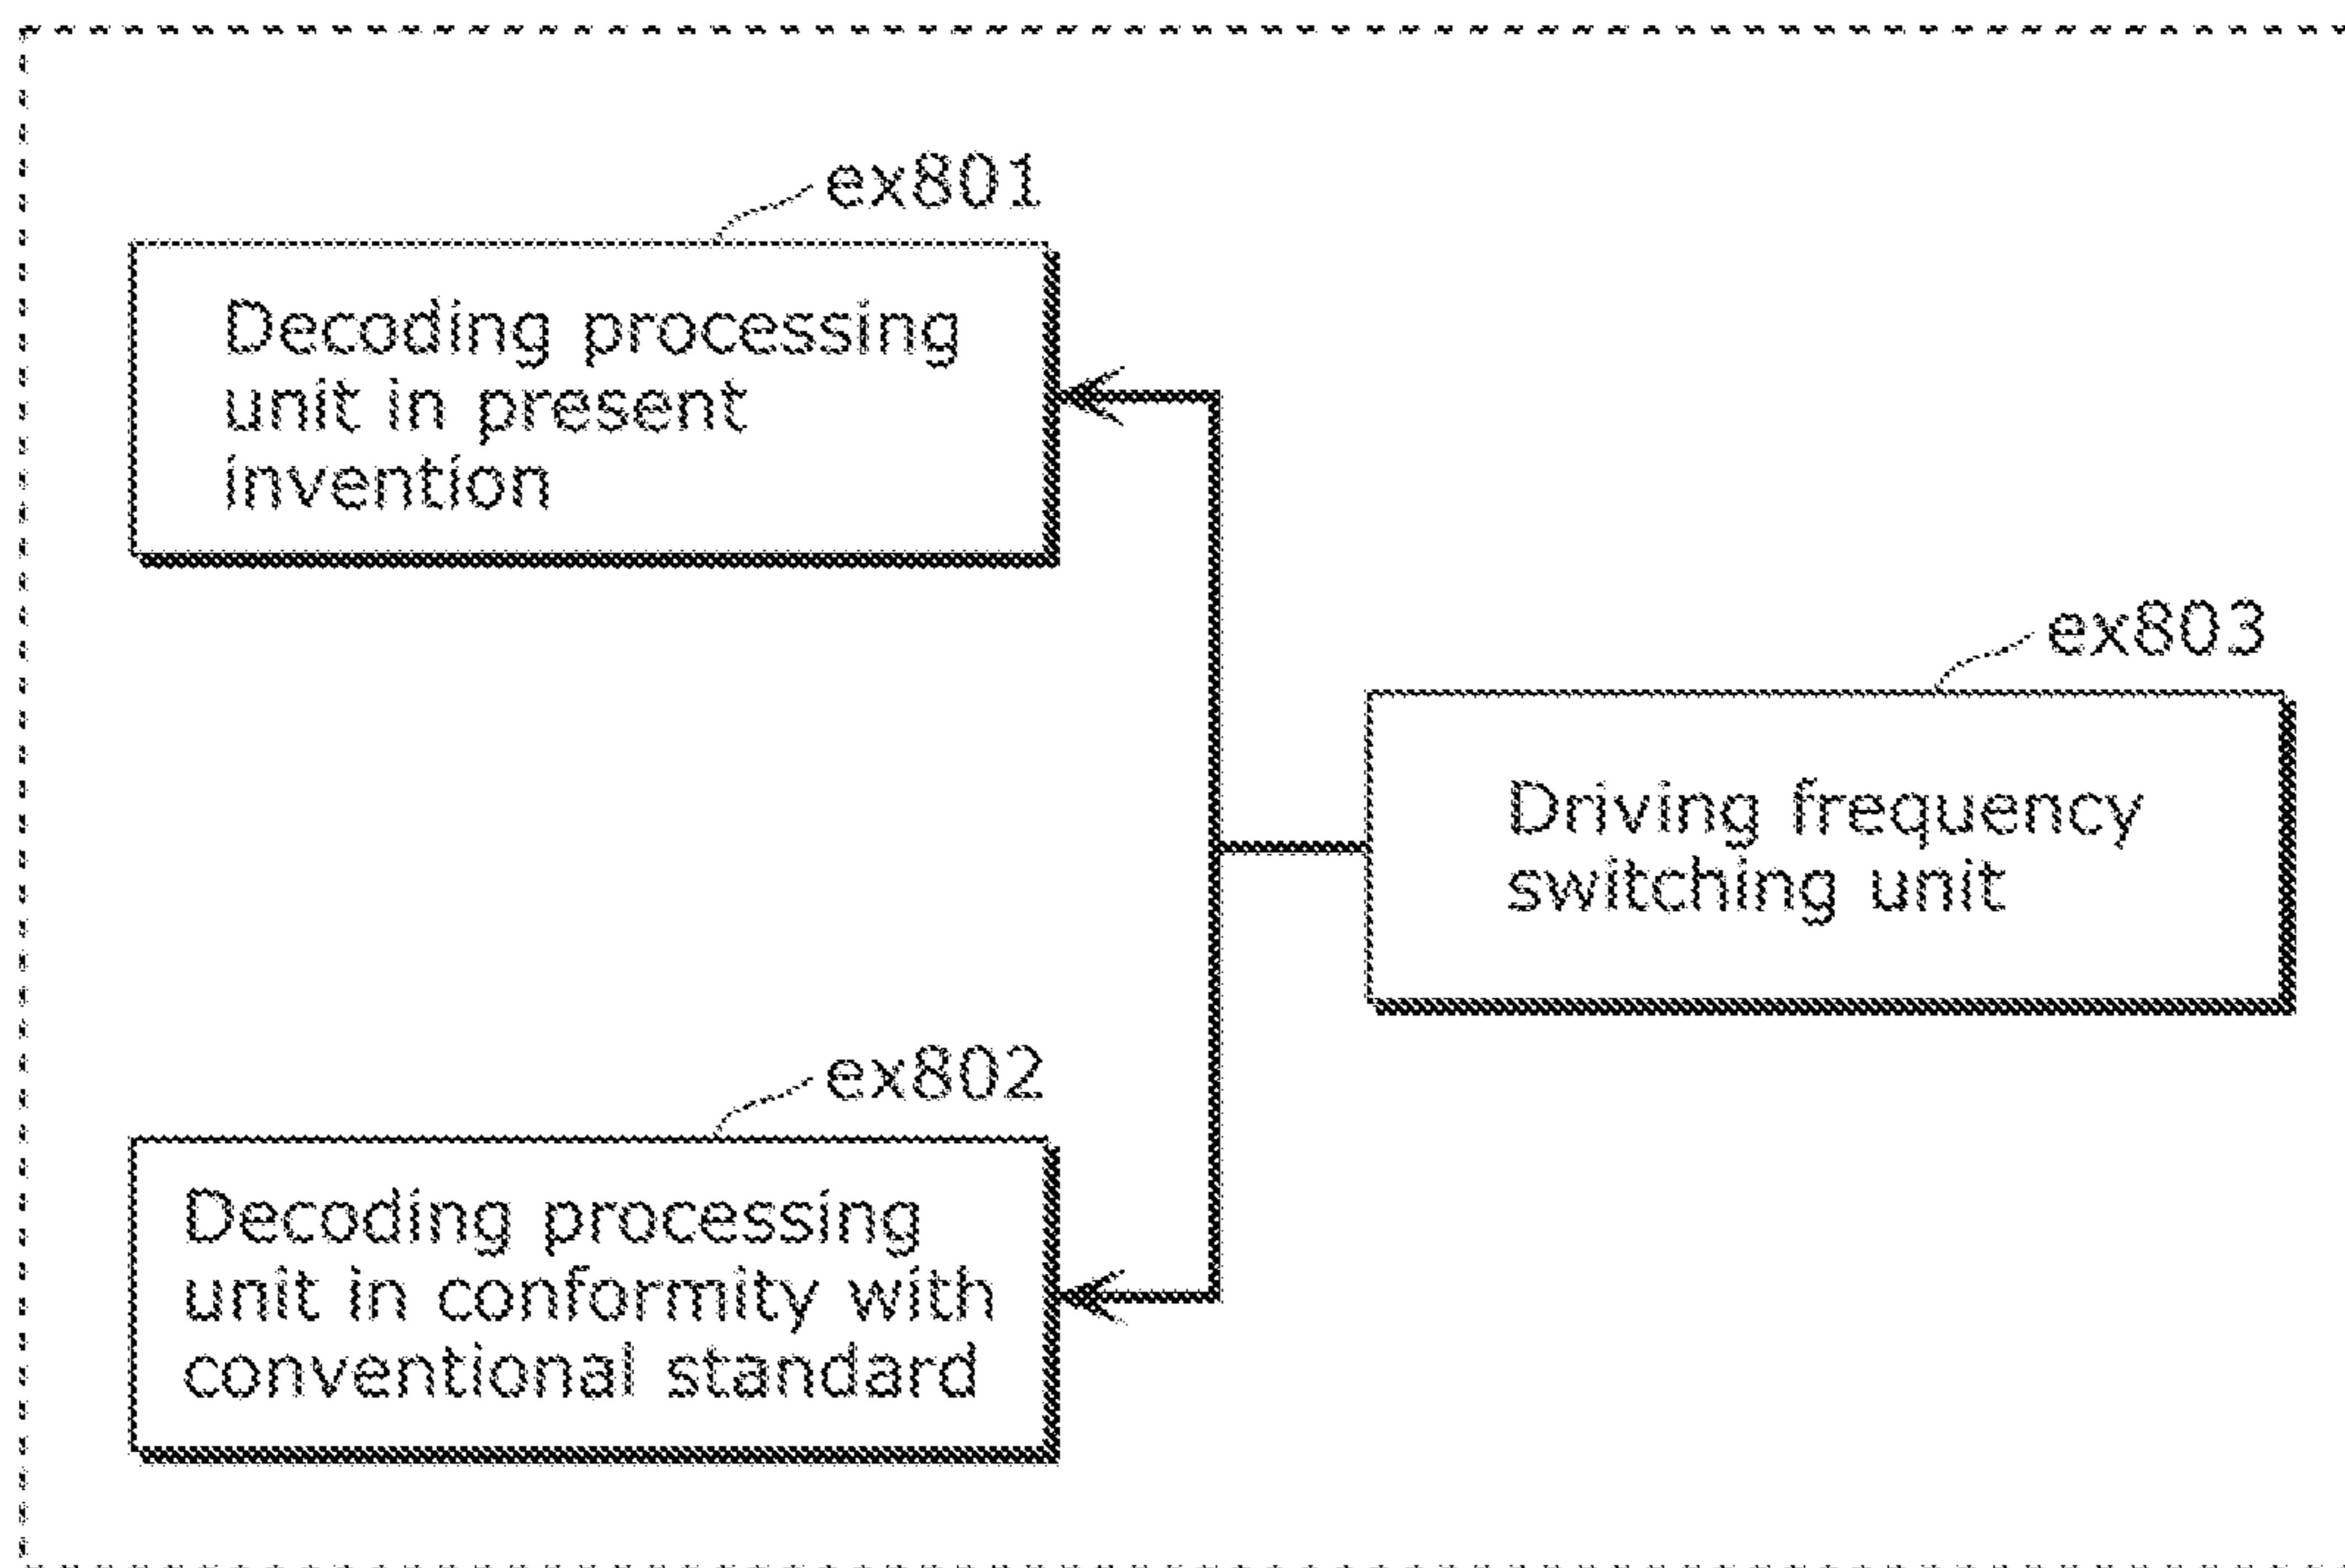 ex801
Decoding processing
unit in present
invention
ex803
Driving frequency
switching unit
ex802
Decoding processing
unit in conformity with
conventional standard